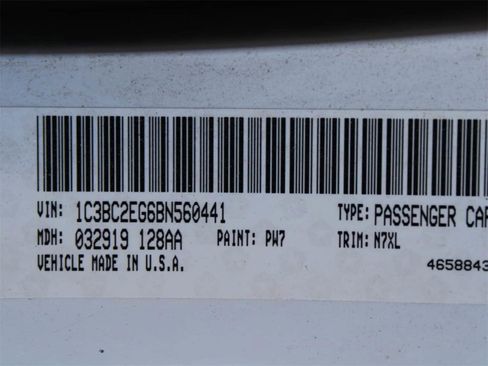 VIN: 1C3BC2EG6BN560441 TYPE: PASSENGER CAR
MDH: 032919 128AA PAINT: PW7 TRIM: N7XL
VEHICLE MADE IN U.S.A. 4658843